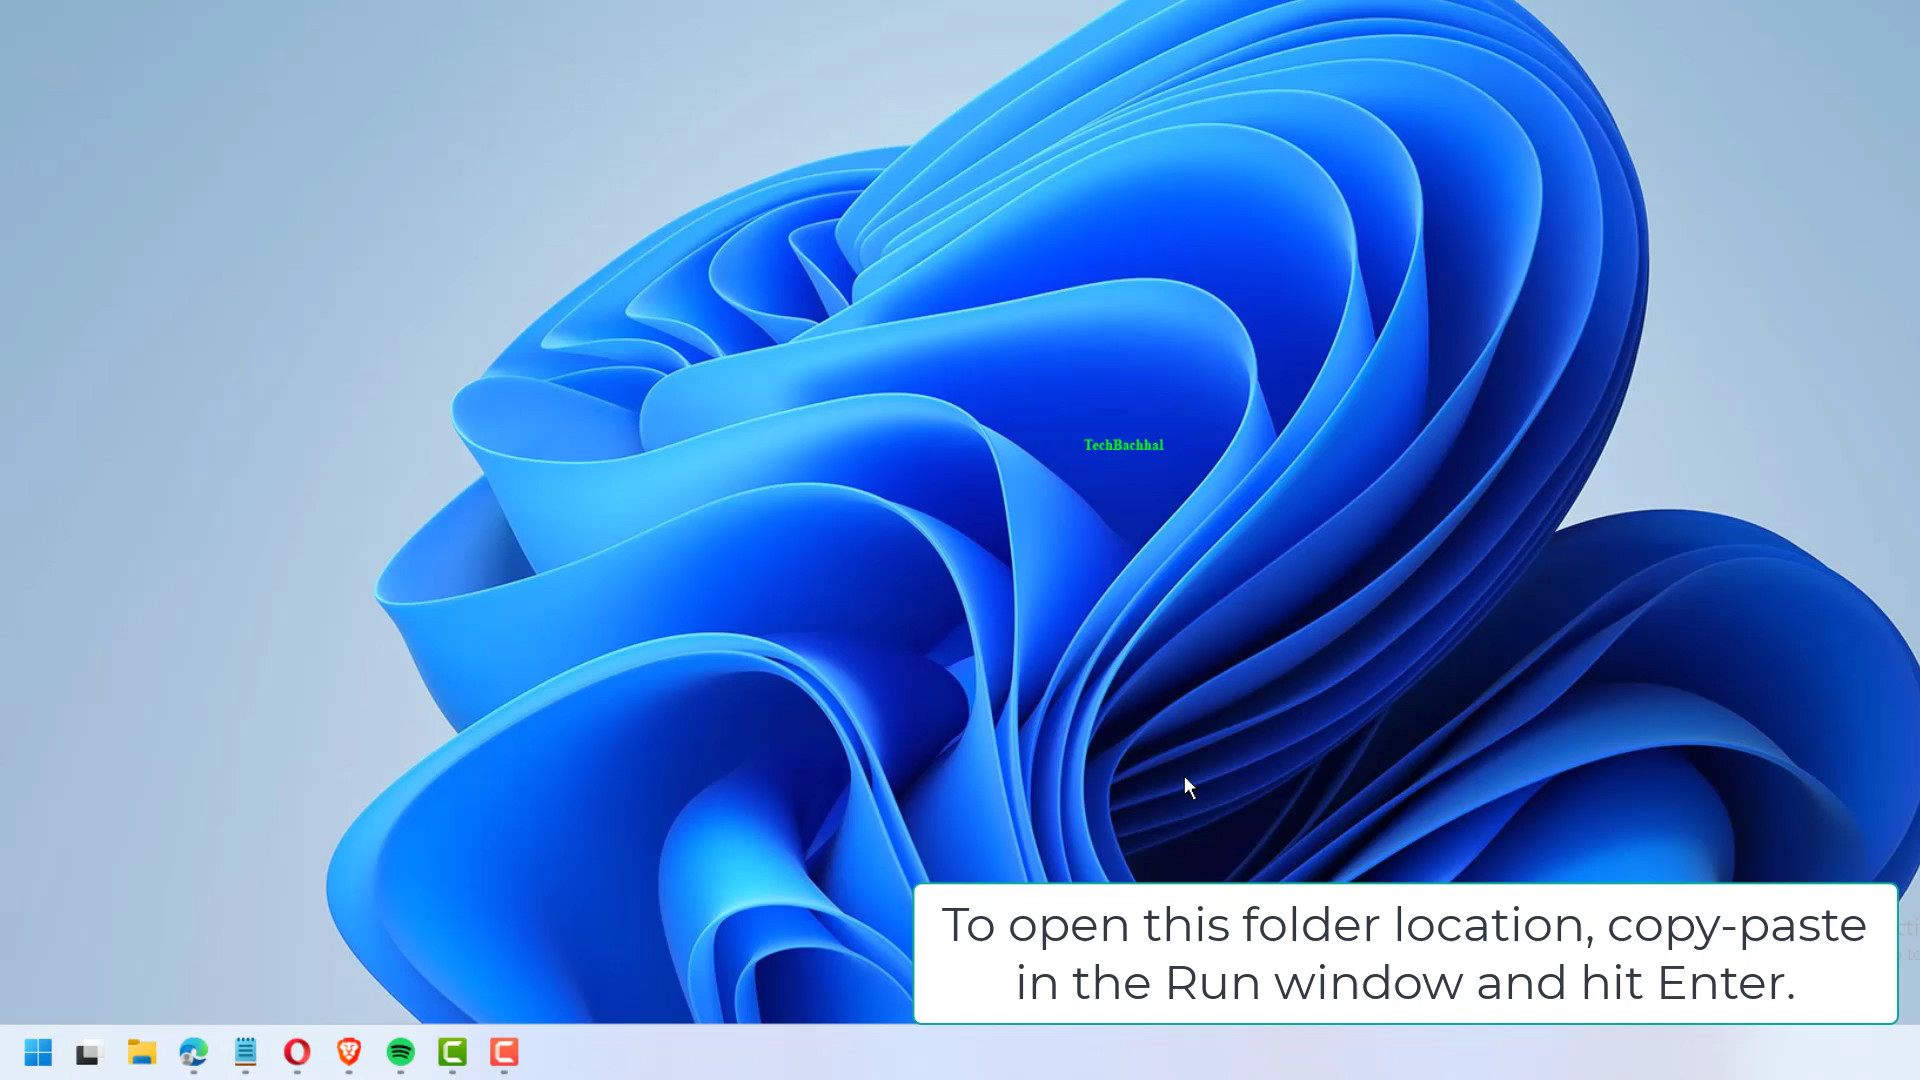 TechBachhal
To open this folder location, copy-paste
in the Run window and hit Enter.